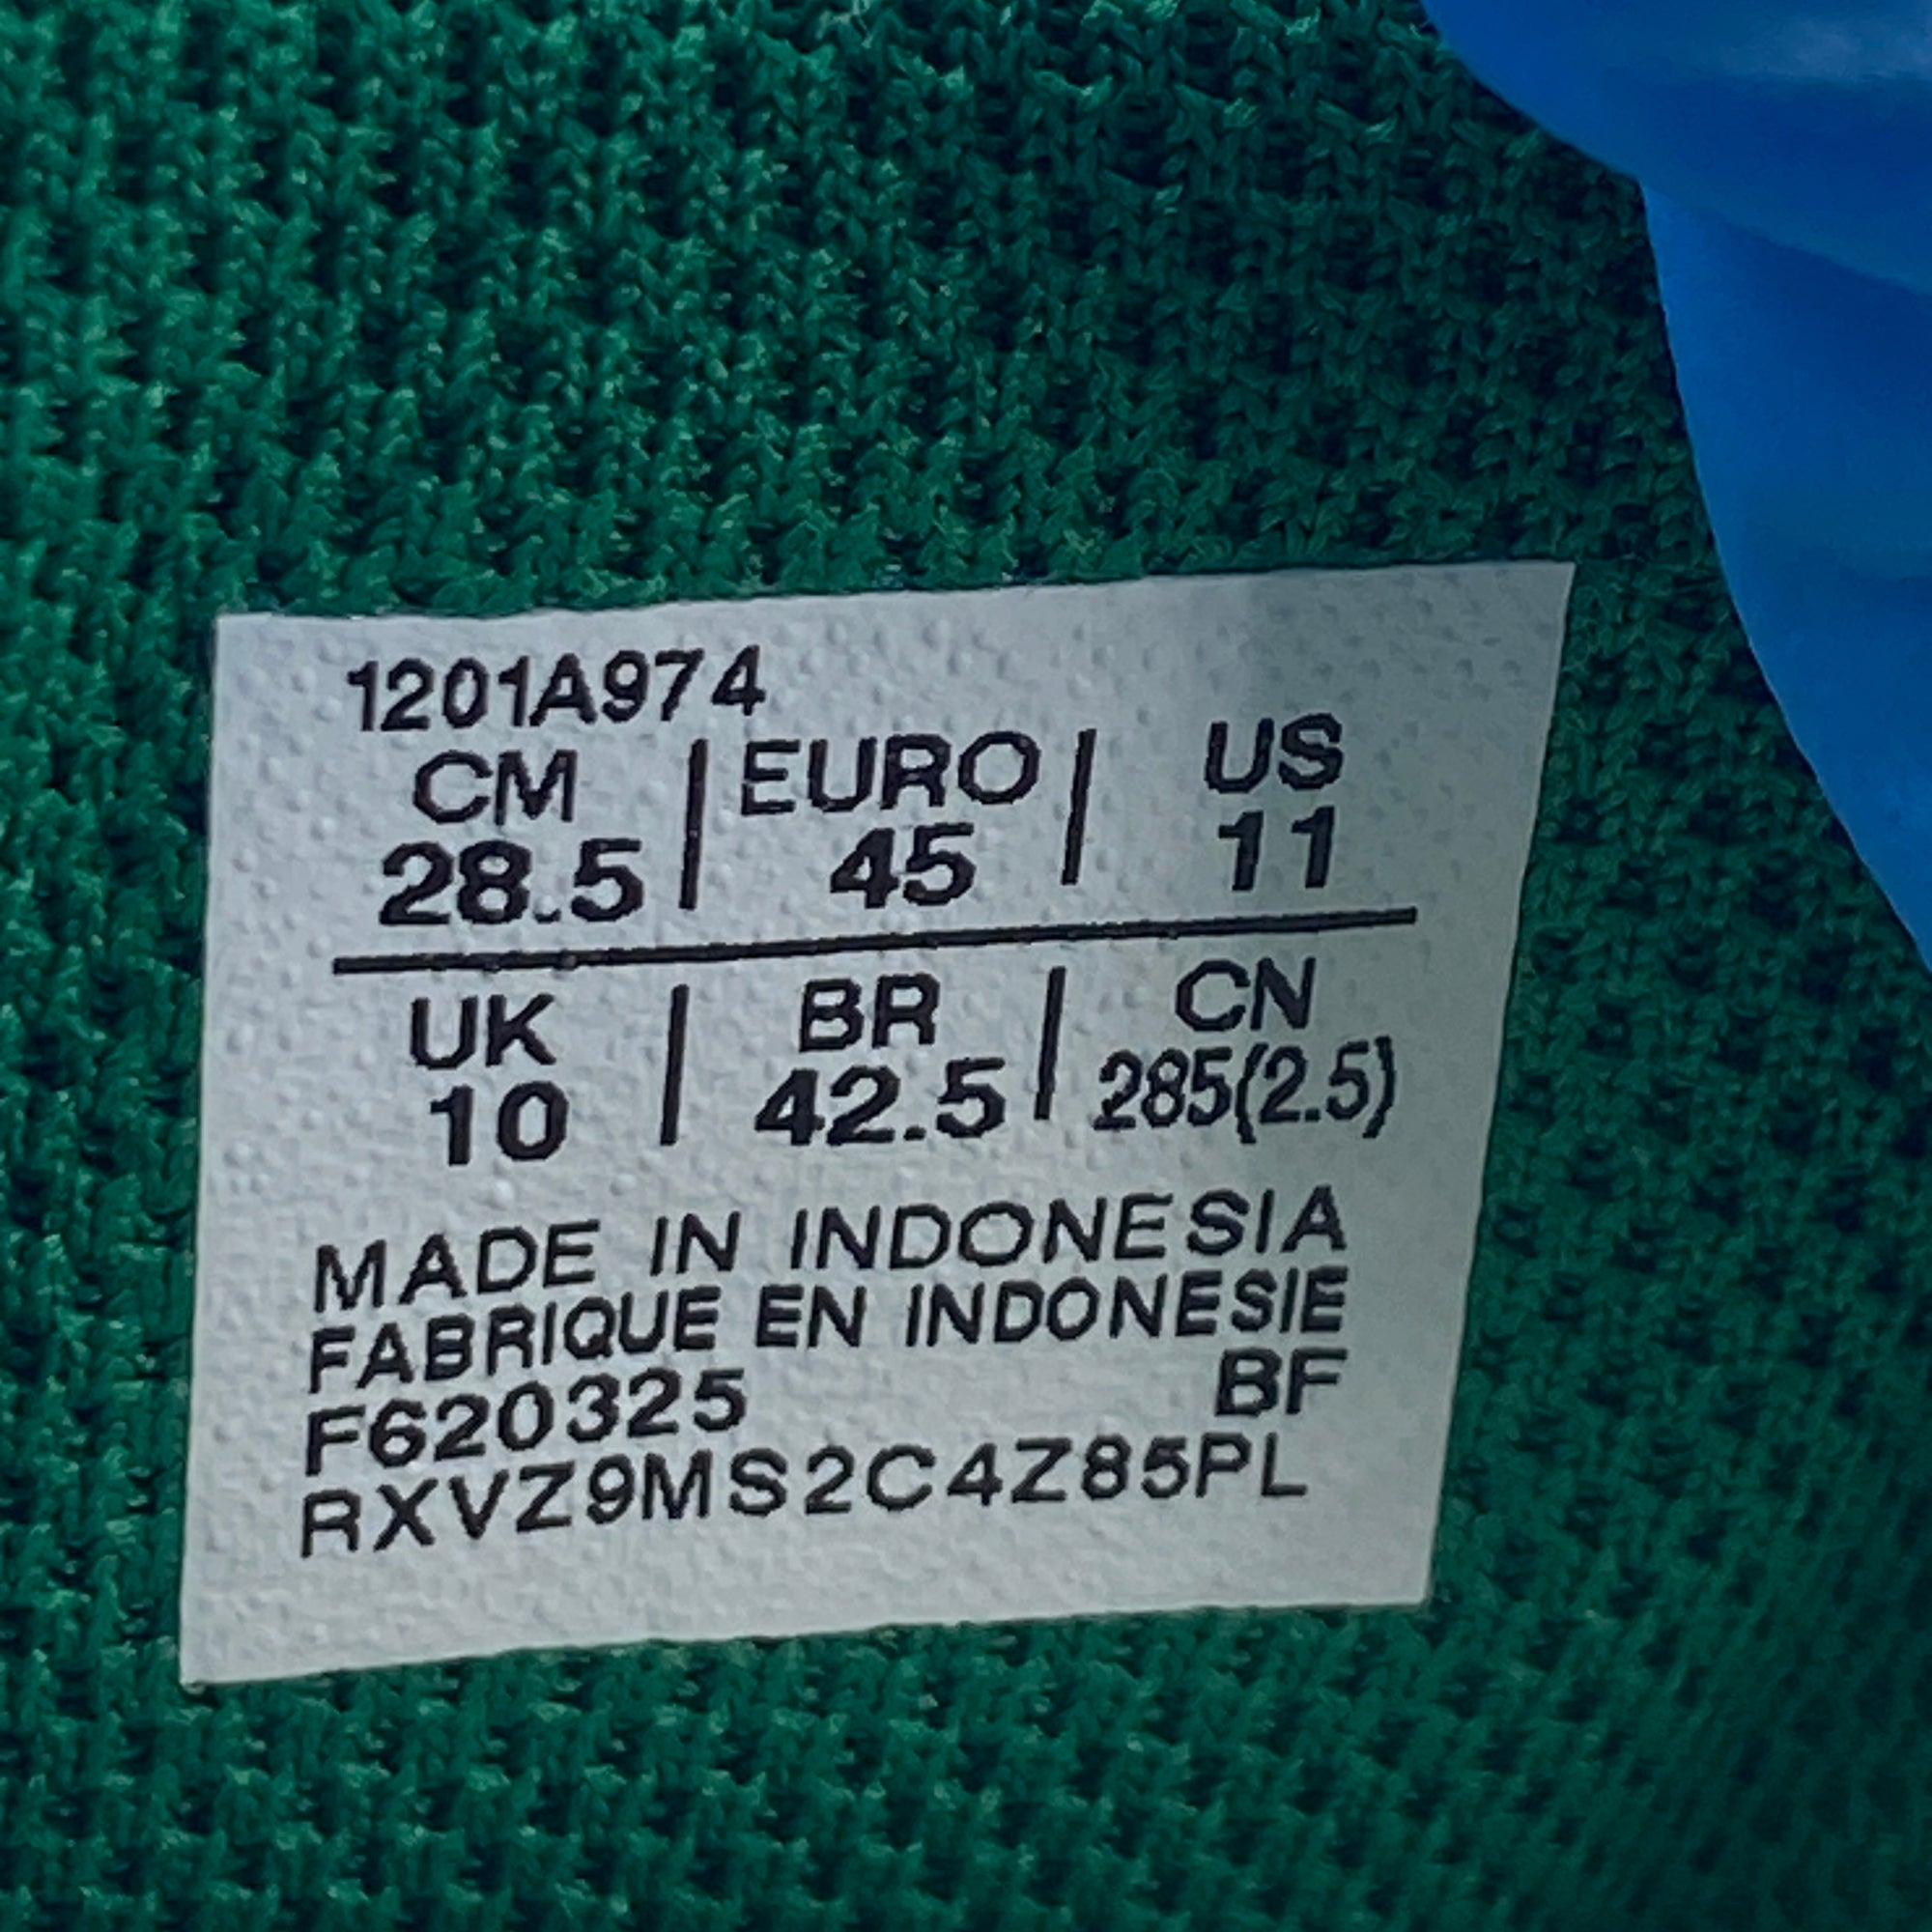 1201A974
CM | EURO | US
28.5 | 45 | 11
UK | BR | CN
10 | 42.5 | 285(2.5)
MADE IN INDONESIA
FABRIQUE EN INDONESIE
F620325 BF
RXVZ9MS2C4Z85PL